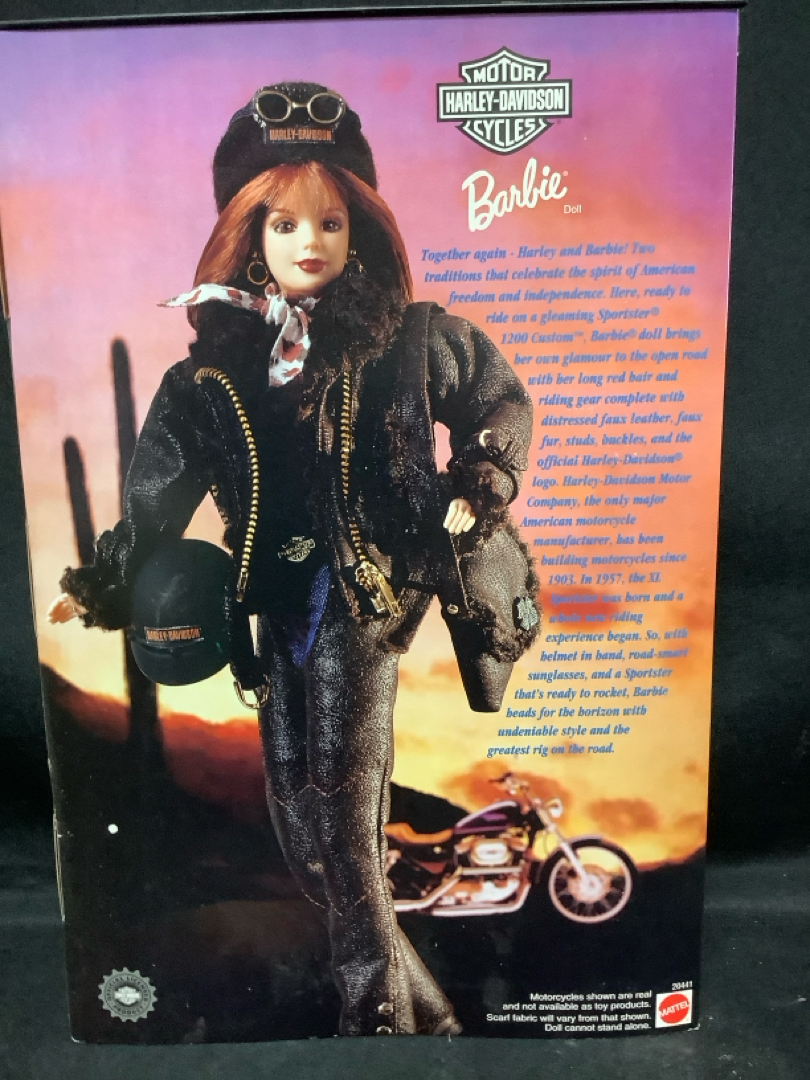 MOTOR
HARLEY-DAVIDSON
CYCLES
HARLEY-DAVIDSON
Barbie®
Doll
Together again - Harley and Barbie! Two
traditions that celebrate the spirit of American
freedom and independence. Here, ready to
ride on a gleaming Sportster®
1200 Custom™, Barbie® doll brings
her own glamour to the open road
with her long red hair and
riding gear complete with
distressed faux leather, faux
fur, studs, buckles, and the
official Harley-Davidson®
logo. Harley-Davidson Motor
Company, the only major
American motorcycle
manufacturer, has been
building motorcycles since
1903. In 1957, the XL
Sportster was born and a
whole new riding
experience began. So, with
helmet in hand, road-smart
sunglasses, and a Sportster
that's ready to rocket, Barbie
heads for the horizon with
undeniable style and the
greatest rig on the road.
HARLEY-DAVIDSON
20441
Motorcycles shown are real
and not available as toy products.
Scarf fabric will vary from that shown.
Doll cannot stand alone.
MATTEL